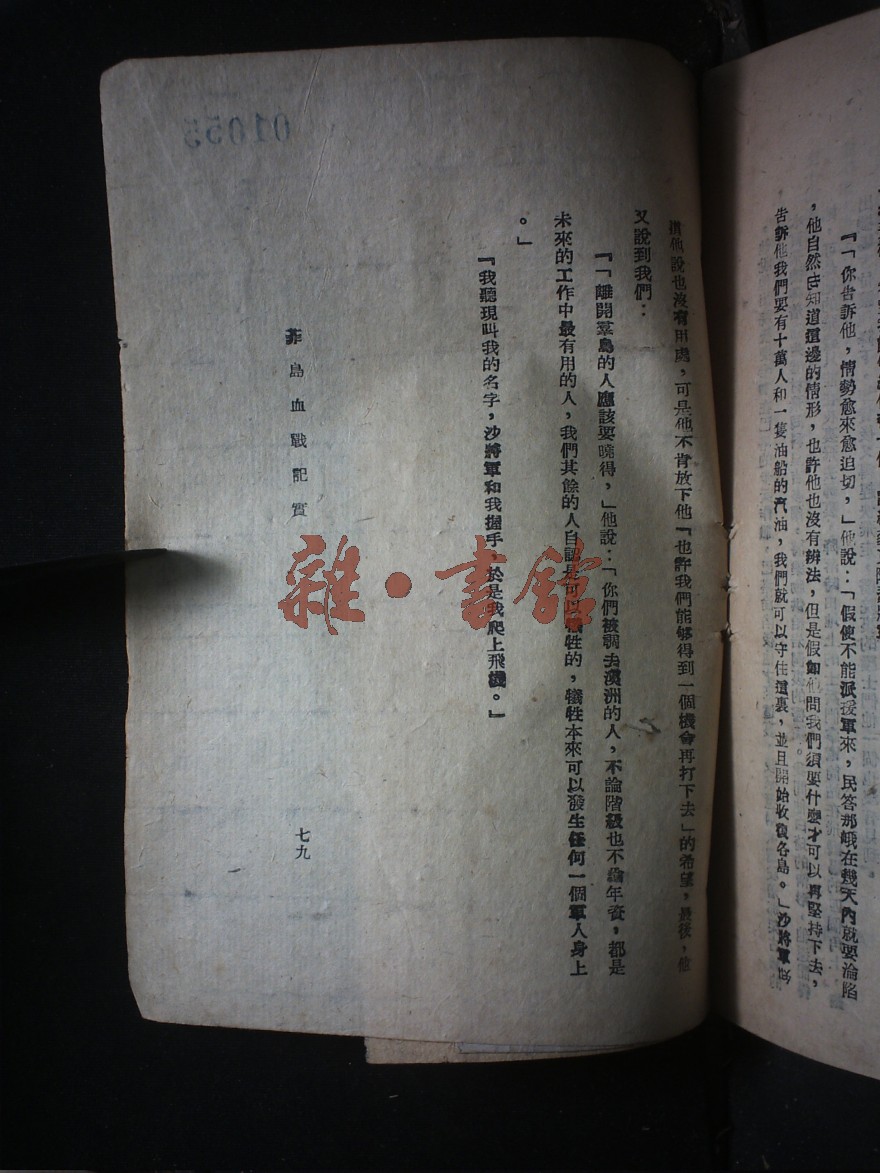 『「你告訴他，情勢愈來愈迫切，」他說：「假使不能派援軍來，民答那峨在幾天內就要淪陷
，他自然已知道這邊的情形，也許他也沒有辨法，但是假如他問我們須要什麼才可以再堅持下去，
告訴他我們要有十萬人和一隻油船的汽油，我們就可以守住這裏，並且開始收復各島。」沙將軍
他說也沒有用處，可是他不肯放下他『也許我們能够得到一個機會再打下去」的希望，最後，他
又說到我們：
『「離開羣島的人應該要曉得，」他說：「你們被調去澳洲的人，不論階級也不論年資，都是
未來的工作中最有用的人，我們其餘的人自認是可以犧牲的，犧牲本來可以發生任何一個軍人身上
。」
『我聽現叫我的名字，沙將軍和我握手，於是我爬上飛機。」
菲島血戰記實
七九
01055
雜·書館